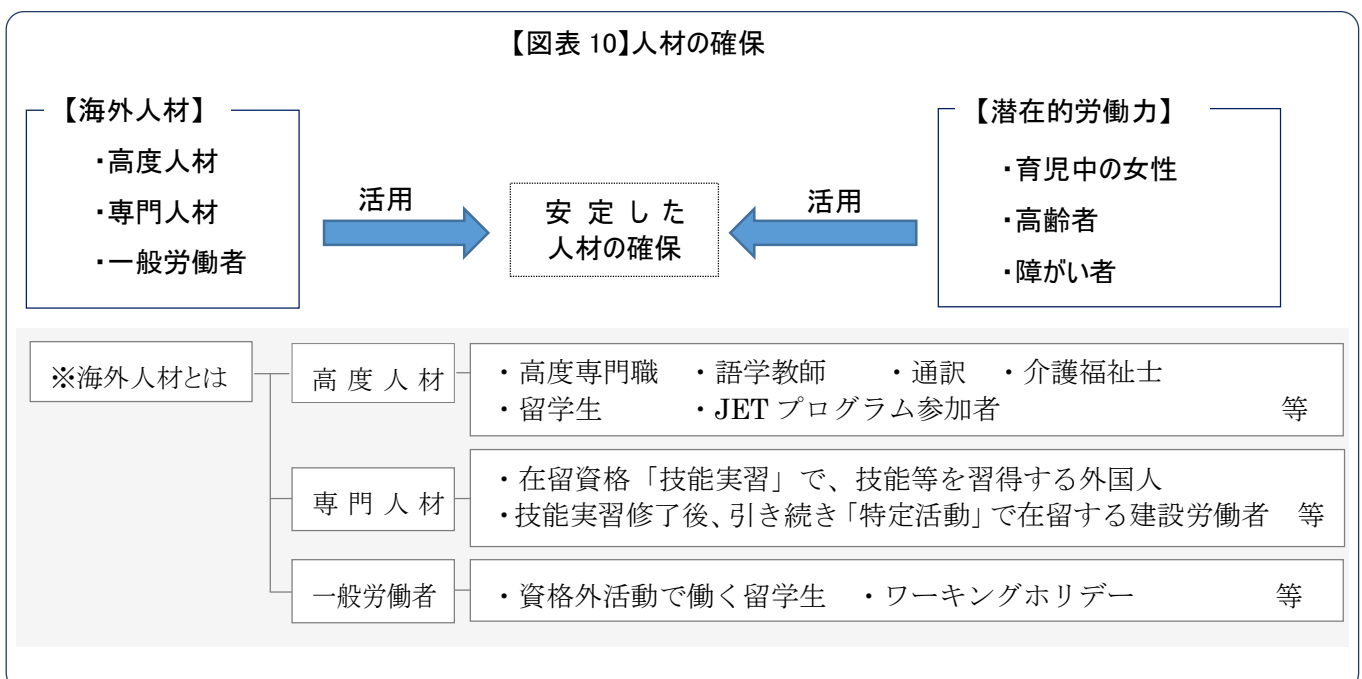 【図表 10】人材の確保
【海外人材】
・高度人材
・専門人材
・一般労働者
活用
安 定 し た
人材の確保
活用
【潜在的労働力】
・育児中の女性
・高齢者
・障がい者
※海外人材とは
高 度 人 材
・高度専門職 ・語学教師 ・通訳 ・介護福祉士
・留学生 ・JET プログラム参加者 等
専 門 人 材
・在留資格「技能実習」で、技能等を習得する外国人
・技能実習修了後、引き続き「特定活動」で在留する建設労働者 等
一般労働者
・資格外活動で働く留学生 ・ワーキングホリデー 等